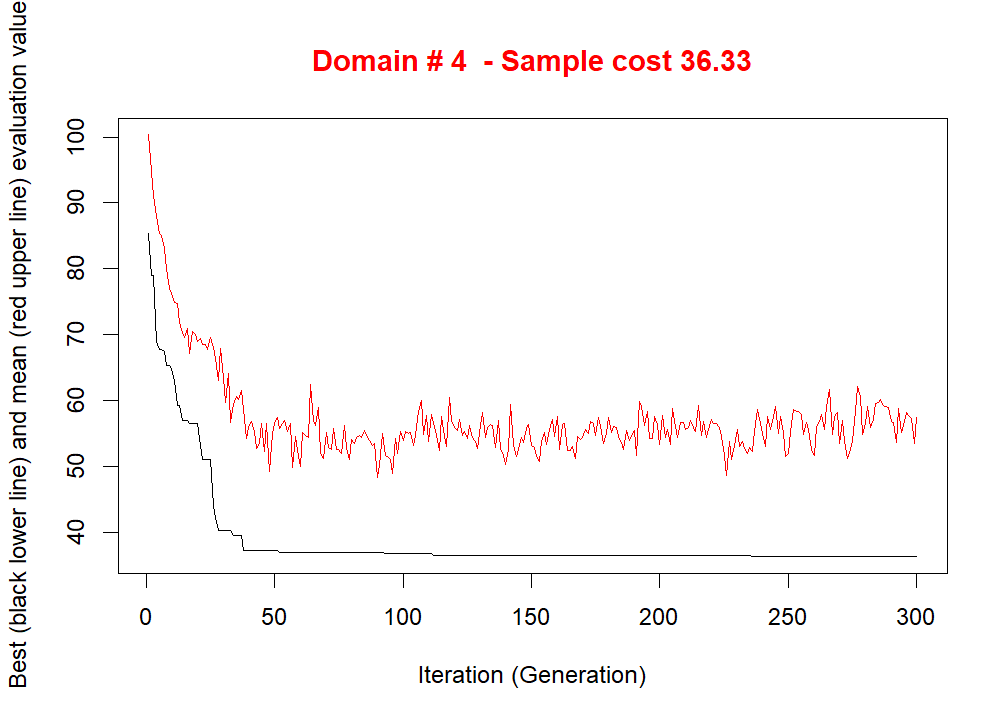 Domain # 4  - Sample cost 36.33
Best (black lower line) and mean (red upper line) evaluation value
100
90
80
70
60
50
40
0 50 100 150 200 250 300
Iteration (Generation)